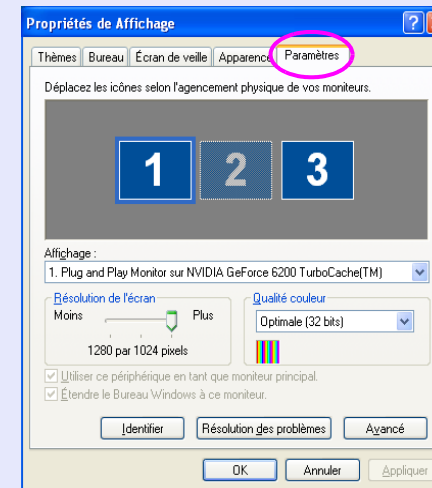 Propriétés de Affichage
Thèmes Bureau Écran de veille Apparence Paramètres
Déplacez les icônes selon l'agencement physique de vos moniteurs.
1 2 3
Affichage :
1. Plug and Play Monitor sur NVIDIA GeForce 6200 TurboCache(TM)
Résolution de l'écran
Moins Plus
1280 par 1024 pixels
Qualité couleur
Optimale (32 bits)
Utiliser ce périphérique en tant que moniteur principal.
Étendre le Bureau Windows à ce moniteur.
Identifier Résolution des problèmes Avancé
OK Annuler Appliquer